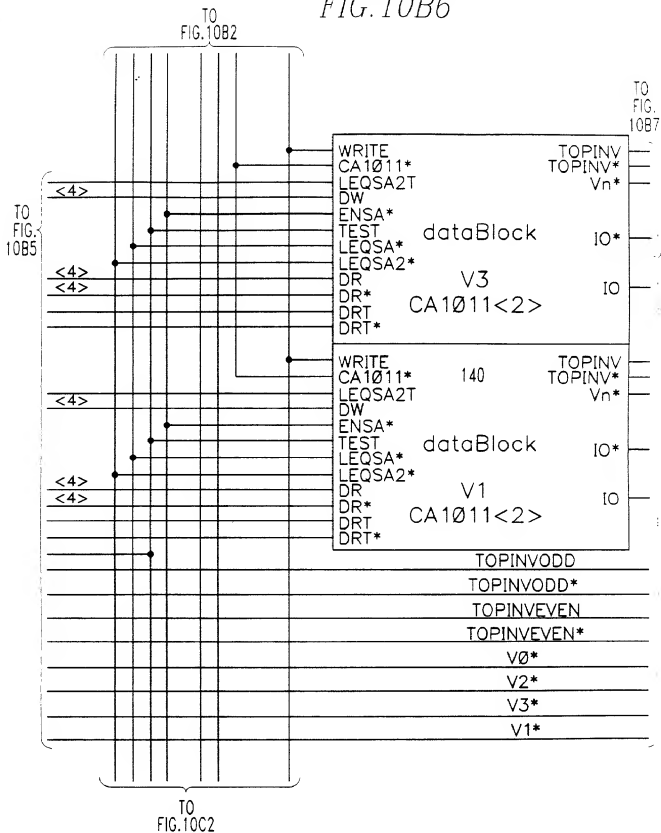 FIG. 10B6
TO
FIG.10B2
TO
FIG.
10B7
TO
FIG.
10B5
WRITE
CA1Ø11*
LEQSA2T
<4>
DW
ENSA*
TEST
LEQSA*
LEQSA2*
<4>
DR
<4>
DR*
DRT
DRT*
dataBlock
V3
CA1Ø11<2>
TOPINV
TOPINV*
Vn*
IO*
IO
WRITE
CA1Ø11*
LEQSA2T
<4>
DW
ENSA*
TEST
LEQSA*
LEQSA2*
<4>
DR
<4>
DR*
DRT
DRT*
140
dataBlock
V1
CA1Ø11<2>
TOPINV
TOPINV*
Vn*
IO*
IO
TOPINVODD
TOPINVODD*
TOPINVEVEN
TOPINVEVEN*
VØ*
V2*
V3*
V1*
TO
FIG.10C2